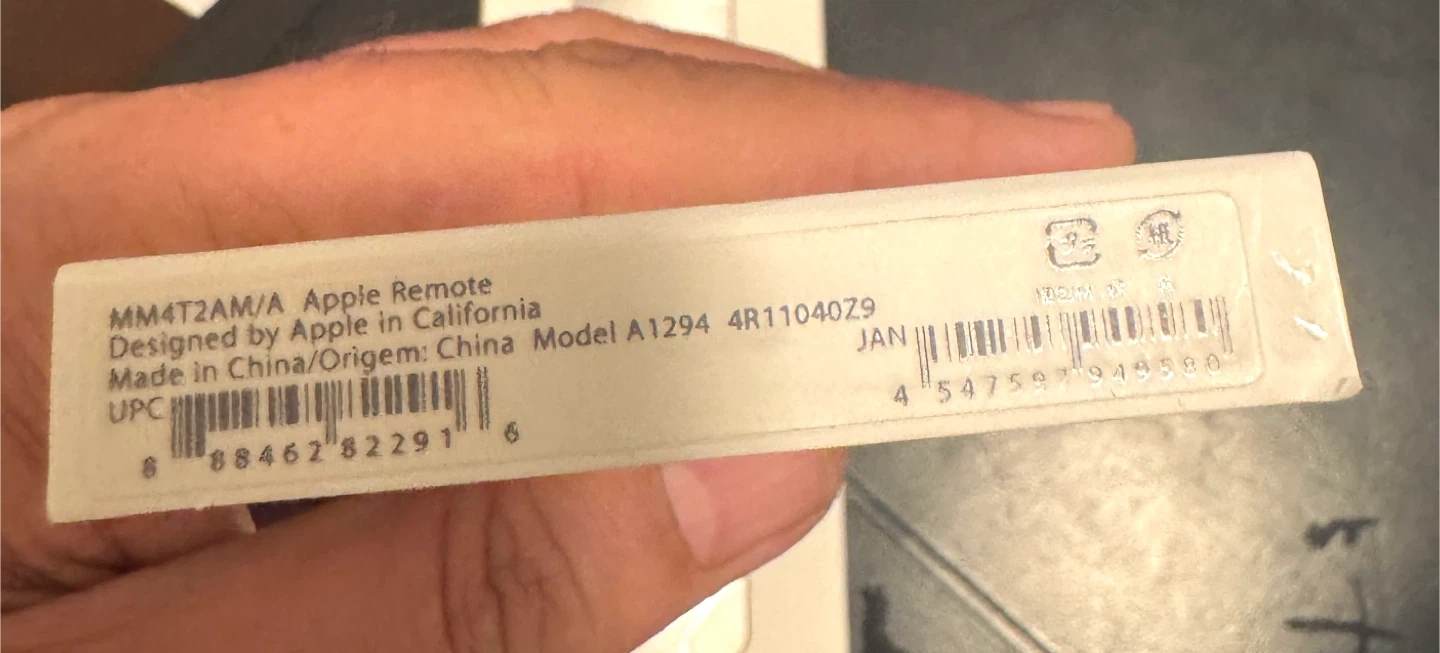 MM4T2AM/A Apple Remote
Designed by Apple in California
Made in China/Origem: China Model A1294 4R11040Z9
UPC
8 88462 82291 6
JAN
4 547597 949580
紙